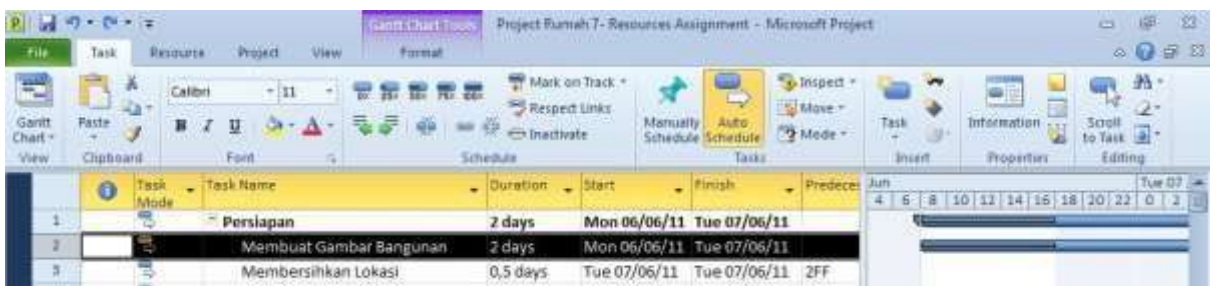 Gantt Chart Tools Project Rumah 7- Resources Assignment - Microsoft Project
File Task Resource Project View Format
Calibri 11 Mark on Track Inspect
Respect Links Move
Gantt Chart Paste B I U A Inactivate Manually Schedule Auto Schedule Mode Task Information Scroll to Task
View Clipboard Font Schedule Tasks Insert Properties Editing
Task Mode Task Name Duration Start Finish Predeces Jun Tue 07
4 6 8 10 12 14 16 18 20 22 0 2
1 Persiapan 2 days Mon 06/06/11 Tue 07/06/11
2 Membuat Gambar Bangunan 2 days Mon 06/06/11 Tue 07/06/11
3 Membersihkan Lokasi 0,5 days Tue 07/06/11 Tue 07/06/11 2FF